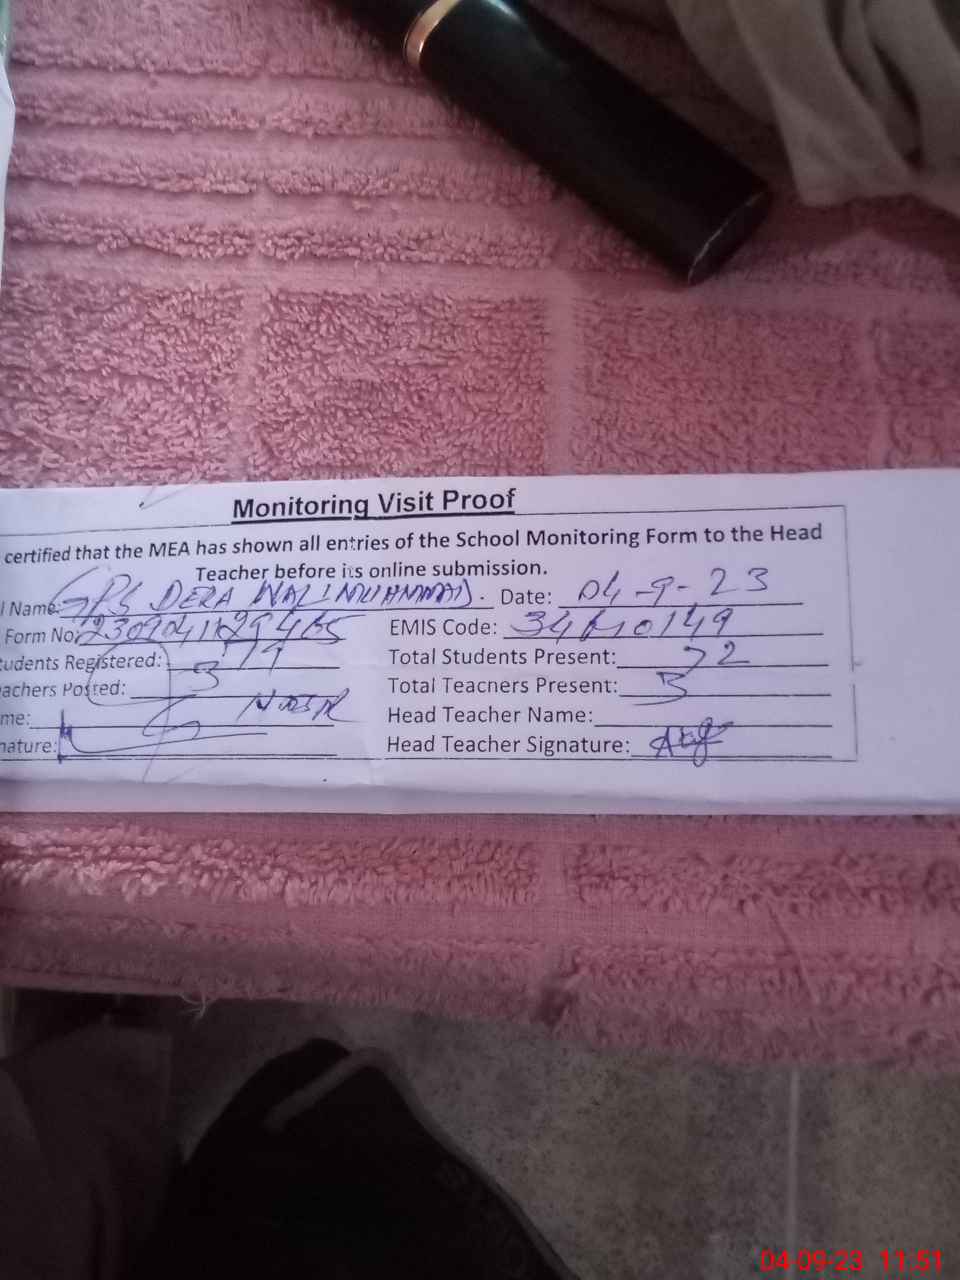 Monitoring Visit Proof
certified that the MEA has shown all entries of the School Monitoring Form to the Head
Teacher before its online submission.
l Name: GPS DERA WALI MUHAMMAD. Date: 04-9-23
Form No: EMIS Code:
udents Registered: Total Students Present: 72
achers Posted: 3 Total Teacners Present: 3
me: Head Teacher Name:
nature: Head Teacher Signature:
04-09-23 11:51